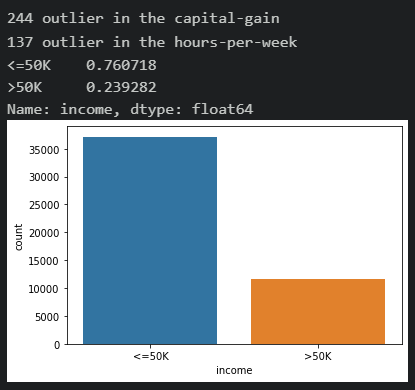 244 outlier in the capital-gain
137 outlier in the hours-per-week
<=50K    0.760718
>50K     0.239282
Name: income, dtype: float64
35000
30000
25000
20000
15000
10000
5000
0
count
<=50K >50K
income